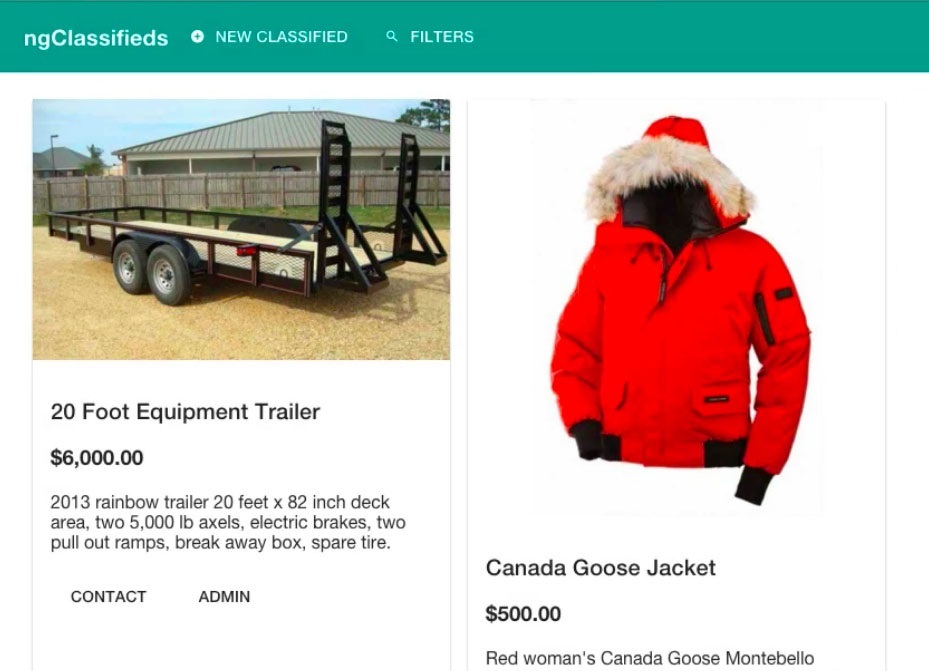 ngClassifieds NEW CLASSIFIED FILTERS
20 Foot Equipment Trailer
$6,000.00
2013 rainbow trailer 20 feet x 82 inch deck
area, two 5,000 lb axels, electric brakes, two
pull out ramps, break away box, spare tire.
CONTACT ADMIN
Canada Goose Jacket
$500.00
Red woman's Canada Goose Montebello